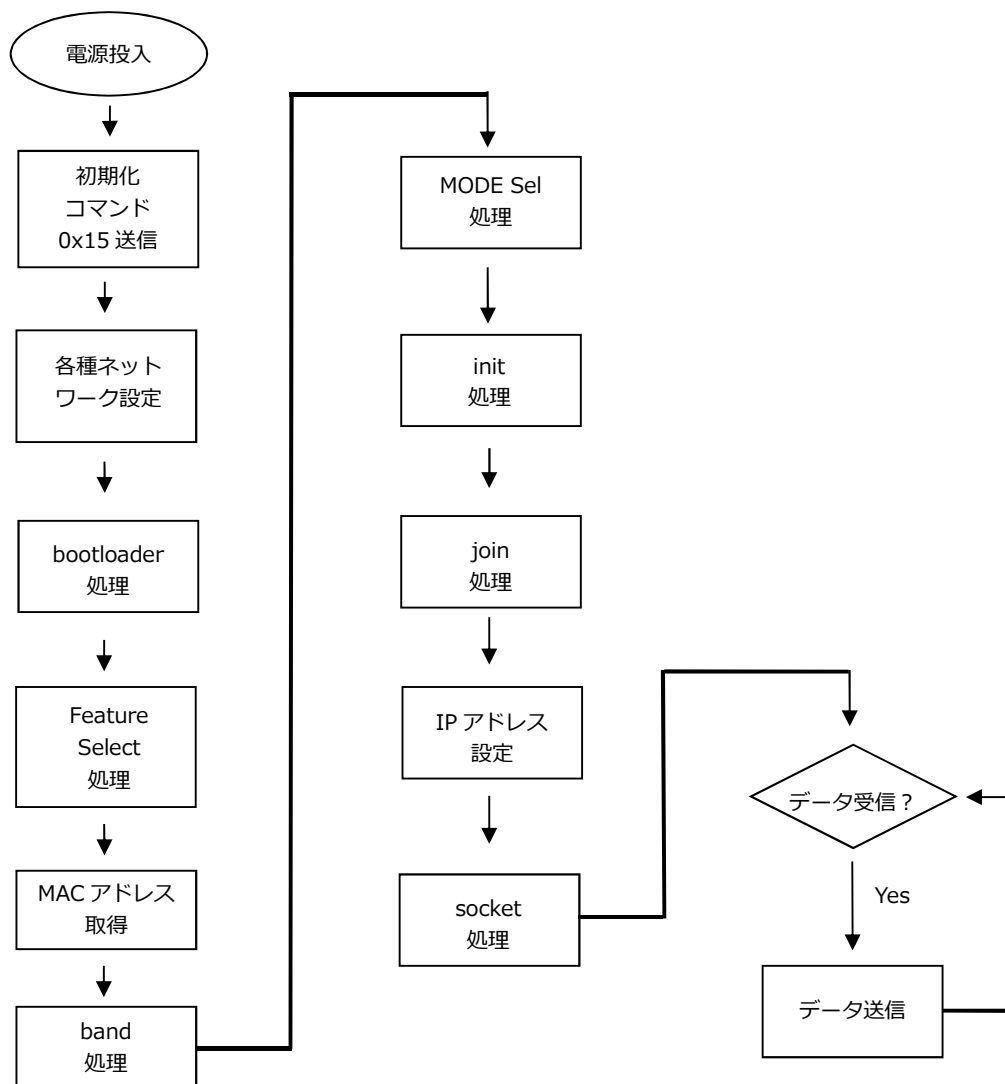 電源投入
初期化
コマンド
0x15 送信
各種ネット
ワーク設定
bootloader
処理
Feature
Select
処理
MAC アドレス
取得
band
処理
MODE Sel
処理
init
処理
join
処理
IP アドレス
設定
socket
処理
データ受信？
Yes
データ送信